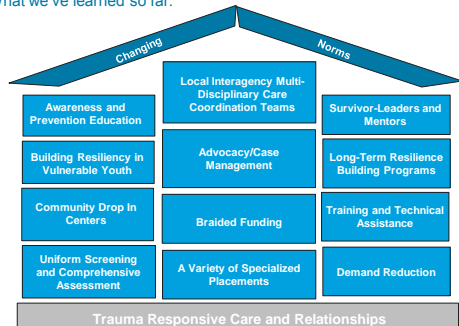 What we've learned so far:
Changing
Norms
Awareness and
Prevention Education
Building Resiliency in
Vulnerable Youth
Community Drop In
Centers
Uniform Screening
and Comprehensive
Assessment
Local Interagency Multi-
Disciplinary Care
Coordination Teams
Advocacy/Case
Management
Braided Funding
A Variety of Specialized
Placements
Survivor-Leaders and
Mentors
Long-Term Resilience
Building Programs
Training and Technical
Assistance
Demand Reduction
Trauma Responsive Care and Relationships